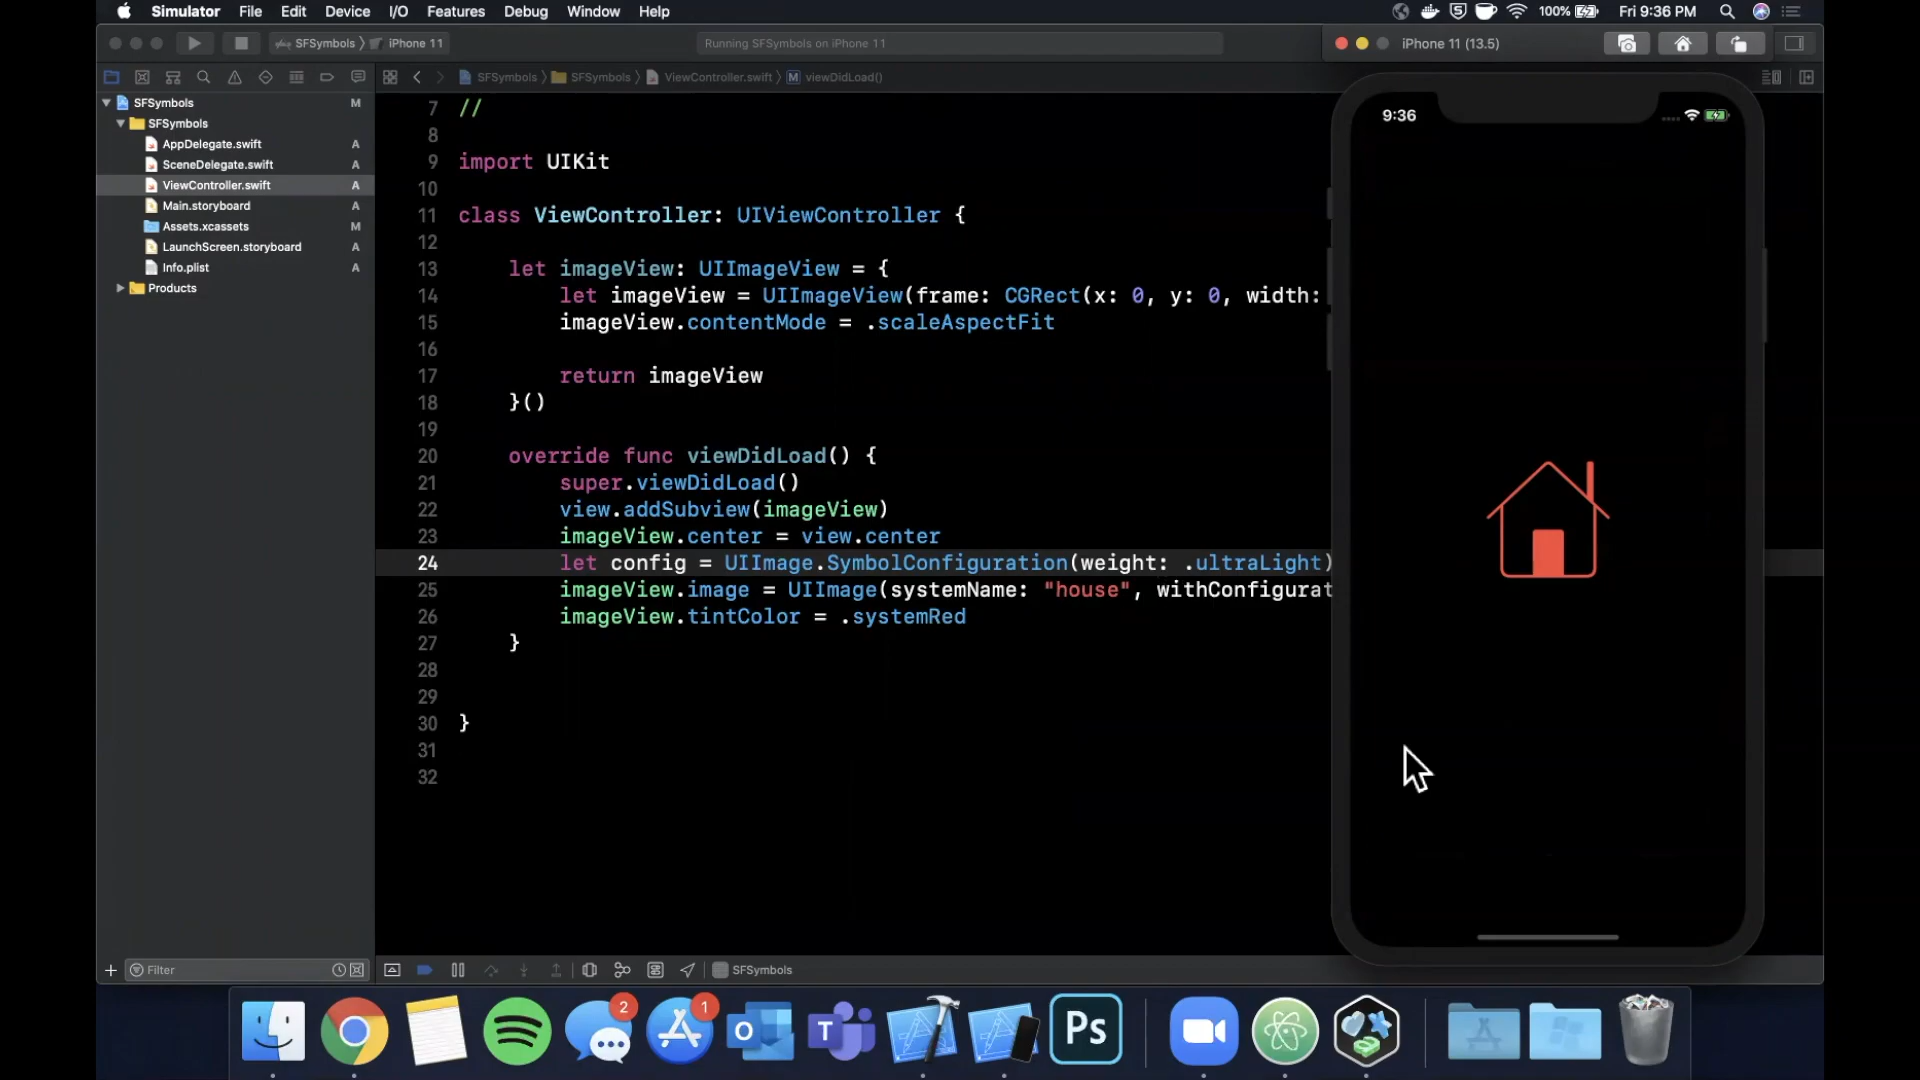 Simulator File Edit Device I/O Features Debug Window Help
100% Fri 9:36 PM
SFSymbols iPhone 11
Running SFSymbols on iPhone 11
iPhone 11 (13.5)
SFSymbols SFSymbols ViewController.swift M viewDidLoad()
SFSymbols M
SFSymbols
AppDelegate.swift A
SceneDelegate.swift A
ViewController.swift A
Main.storyboard A
Assets.xcassets M
LaunchScreen.storyboard A
Info.plist A
Products
7 //
8
9 import UIKit
10
11 class ViewController: UIViewController {
12
13 let imageView: UIImageView = {
14 let imageView = UIImageView(frame: CGRect(x: 0, y: 0, width:
15 imageView.contentMode = .scaleAspectFit
16
17 return imageView
18 }()
19
20 override func viewDidLoad() {
21 super.viewDidLoad()
22 view.addSubview(imageView)
23 imageView.center = view.center
24 let config = UIImage.SymbolConfiguration(weight: .ultraLight)
25 imageView.image = UIImage(systemName: "house", withConfigurat
26 imageView.tintColor = .systemRed
27 }
28
29
30 }
31
32
9:36
Filter
SFSymbols
2
1
O
T
Ps